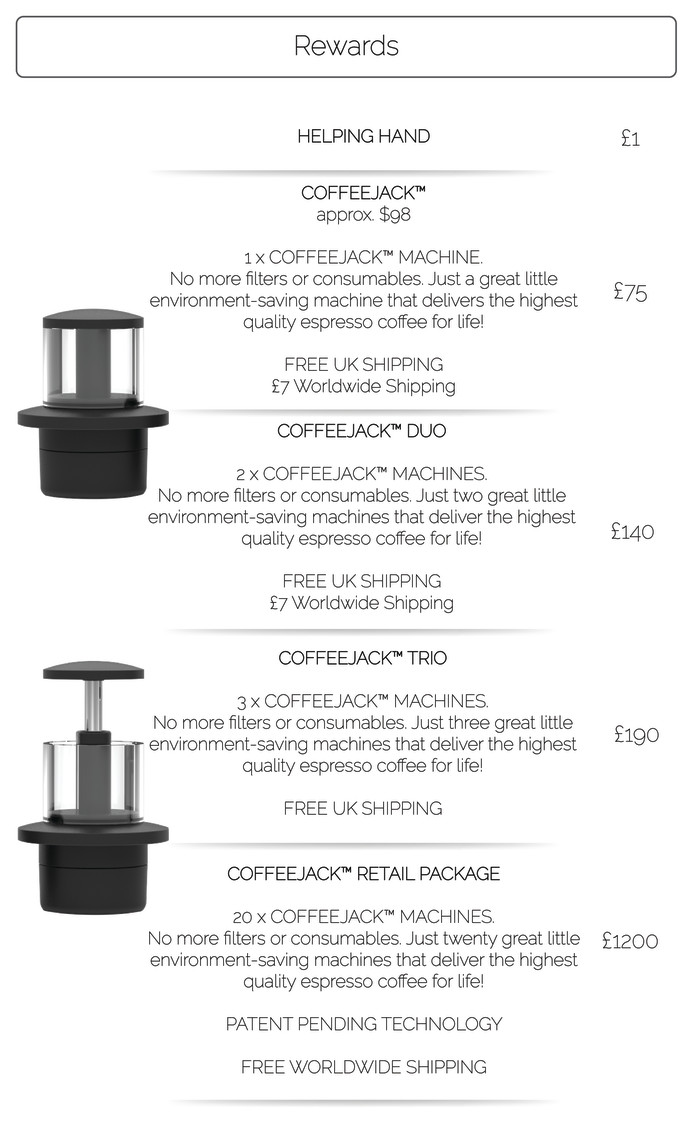 Rewards
HELPING HAND
£1
COFFEEJACK™
approx. $98
1 x COFFEEJACK™ MACHINE.
No more filters or consumables. Just a great little
environment-saving machine that delivers the highest
quality espresso coffee for life!
£75
FREE UK SHIPPING
£7 Worldwide Shipping
COFFEEJACK™ DUO
2 x COFFEEJACK™ MACHINES.
No more filters or consumables. Just two great little
environment-saving machines that deliver the highest
quality espresso coffee for life!
£140
FREE UK SHIPPING
£7 Worldwide Shipping
COFFEEJACK™ TRIO
3 x COFFEEJACK™ MACHINES.
No more filters or consumables. Just three great little
environment-saving machines that deliver the highest
quality espresso coffee for life!
£190
FREE UK SHIPPING
COFFEEJACK™ RETAIL PACKAGE
20 x COFFEEJACK™ MACHINES.
No more filters or consumables. Just twenty great little
environment-saving machines that deliver the highest
quality espresso coffee for life!
£1200
PATENT PENDING TECHNOLOGY
FREE WORLDWIDE SHIPPING